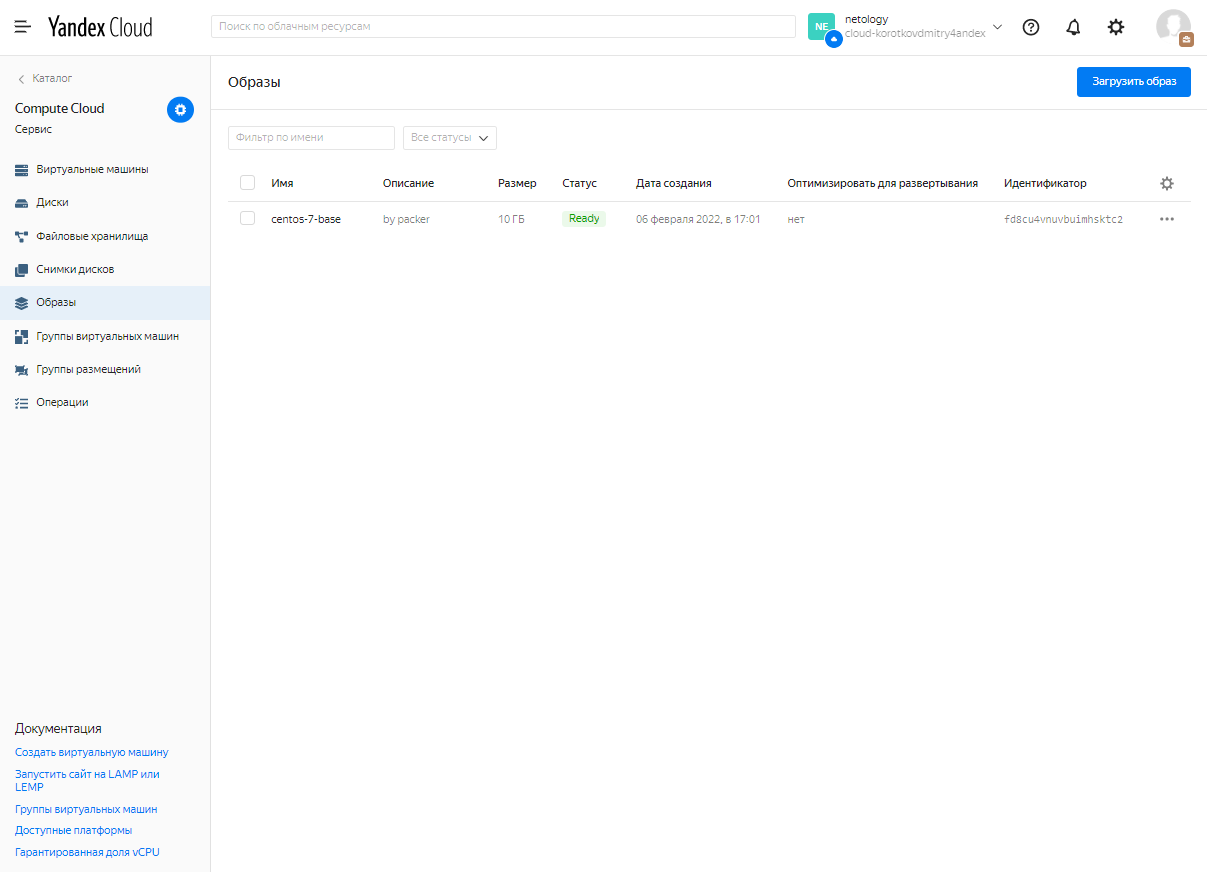 Yandex Cloud
Поиск по облачным ресурсам
NE
netology
cloud-korotkovdmitry4andex
Каталог
Compute Cloud
Сервис
Виртуальные машины
Диски
Файловые хранилища
Снимки дисков
Образы
Группы виртуальных машин
Группы размещений
Операции
Документация
Создать виртуальную машину
Запустить сайт на LAMP или
LEMP
Группы виртуальных машин
Доступные платформы
Гарантированная доля vCPU
Образы
Загрузить образ
Фильтр по имени
Все статусы
Имя Описание Размер Статус Дата создания Оптимизировать для развертывания Идентификатор
centos-7-base by packer 10 ГБ Ready 06 февраля 2022, в 17:01 нет fd8cu4vnuvbuimhsktc2